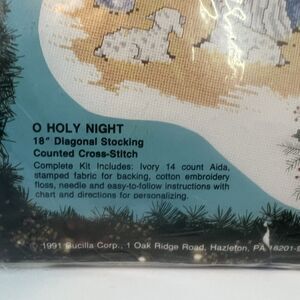 O HOLY NIGHT
18" Diagonal Stocking
Counted Cross-Stitch
Complete Kit Includes: Ivory 14 count Aida,
stamped fabric for backing, cotton embroidery
floss, needle and easy-to-follow instructions with
chart and directions for personalizing.
© 1991 Bucilla Corp., 1 Oak Ridge Road, Hazleton, PA 18201-